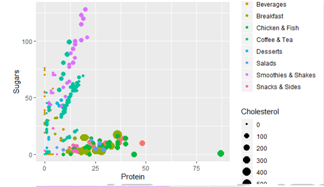 Beverages
Breakfast
100
Chicken & Fish
Coffee & Tea
Desserts
Salads
Smoothies & Shakes
Snacks & Sides
Sugars
50
Cholesterol
0
100
200
300
400
0
0
25
50
75
Protein